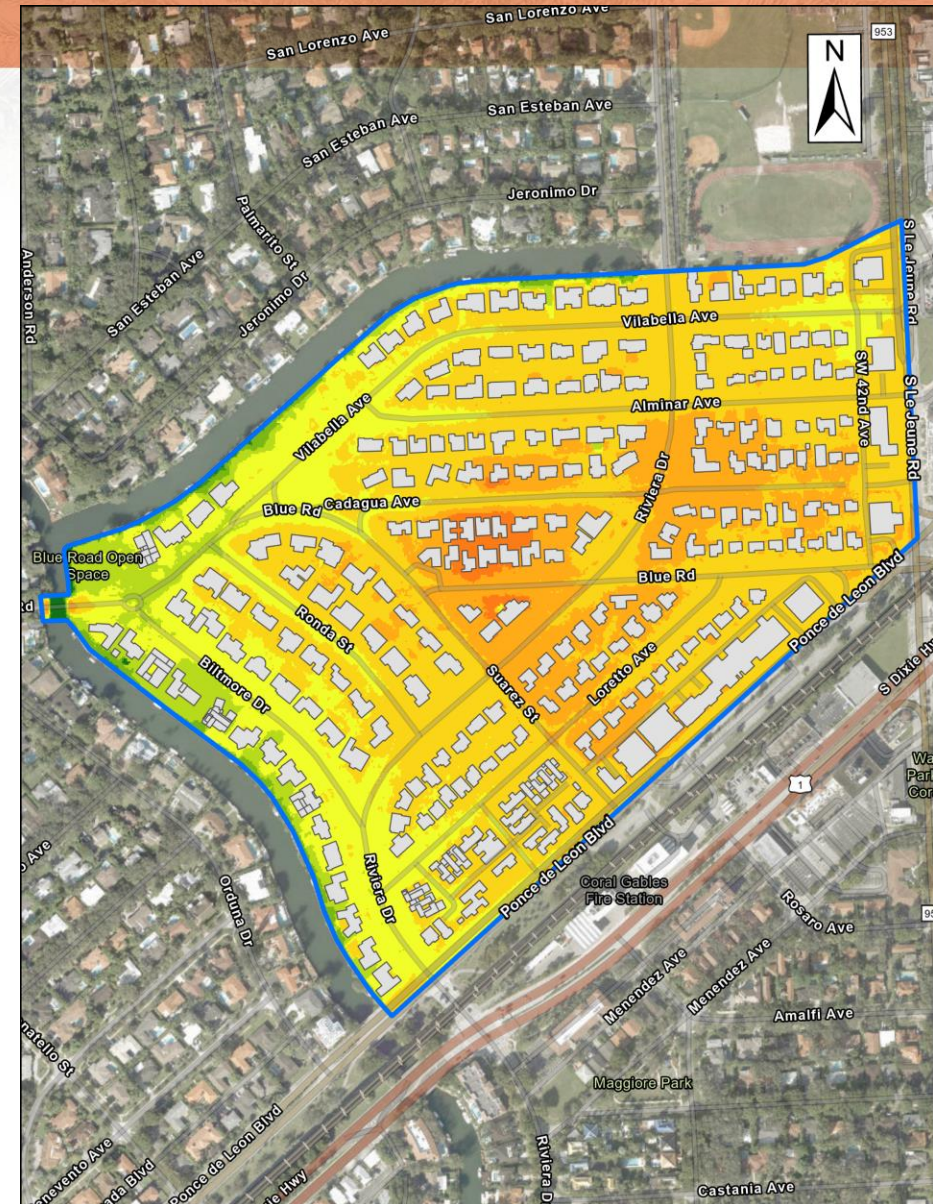 San Lorenzo Ave
San Lorenzo Ave
953
N
San Esteban Ave
San Esteban Ave
Jeronimo Dr
Palmarito St
Anderson Rd
San Esteban Ave
Jeronimo Dr
S Le Jeune Rd
Vilabella Ave
SW 42nd Ave
S Le Jeune Rd
Alminar Ave
Vilabella Ave
Riviera Dr
Blue Rd
Cadagua Ave
Blue Road Open
Space
Blue Rd
Ronda St
Ponce de Leon Blvd
Loretto Ave
Biltmore Dr
Suarez St
S Dixie Hw
1
Riviera Dr
Ponce de Leon Blvd
Coral Gables
Fire Station
Orduna Dr
Rosaro Ave
95
Menendez Ave
Menendez Ave
Amalfi Ave
Maggiore Park
Ponce de Leon Blvd
Riviera D
Castania Ave